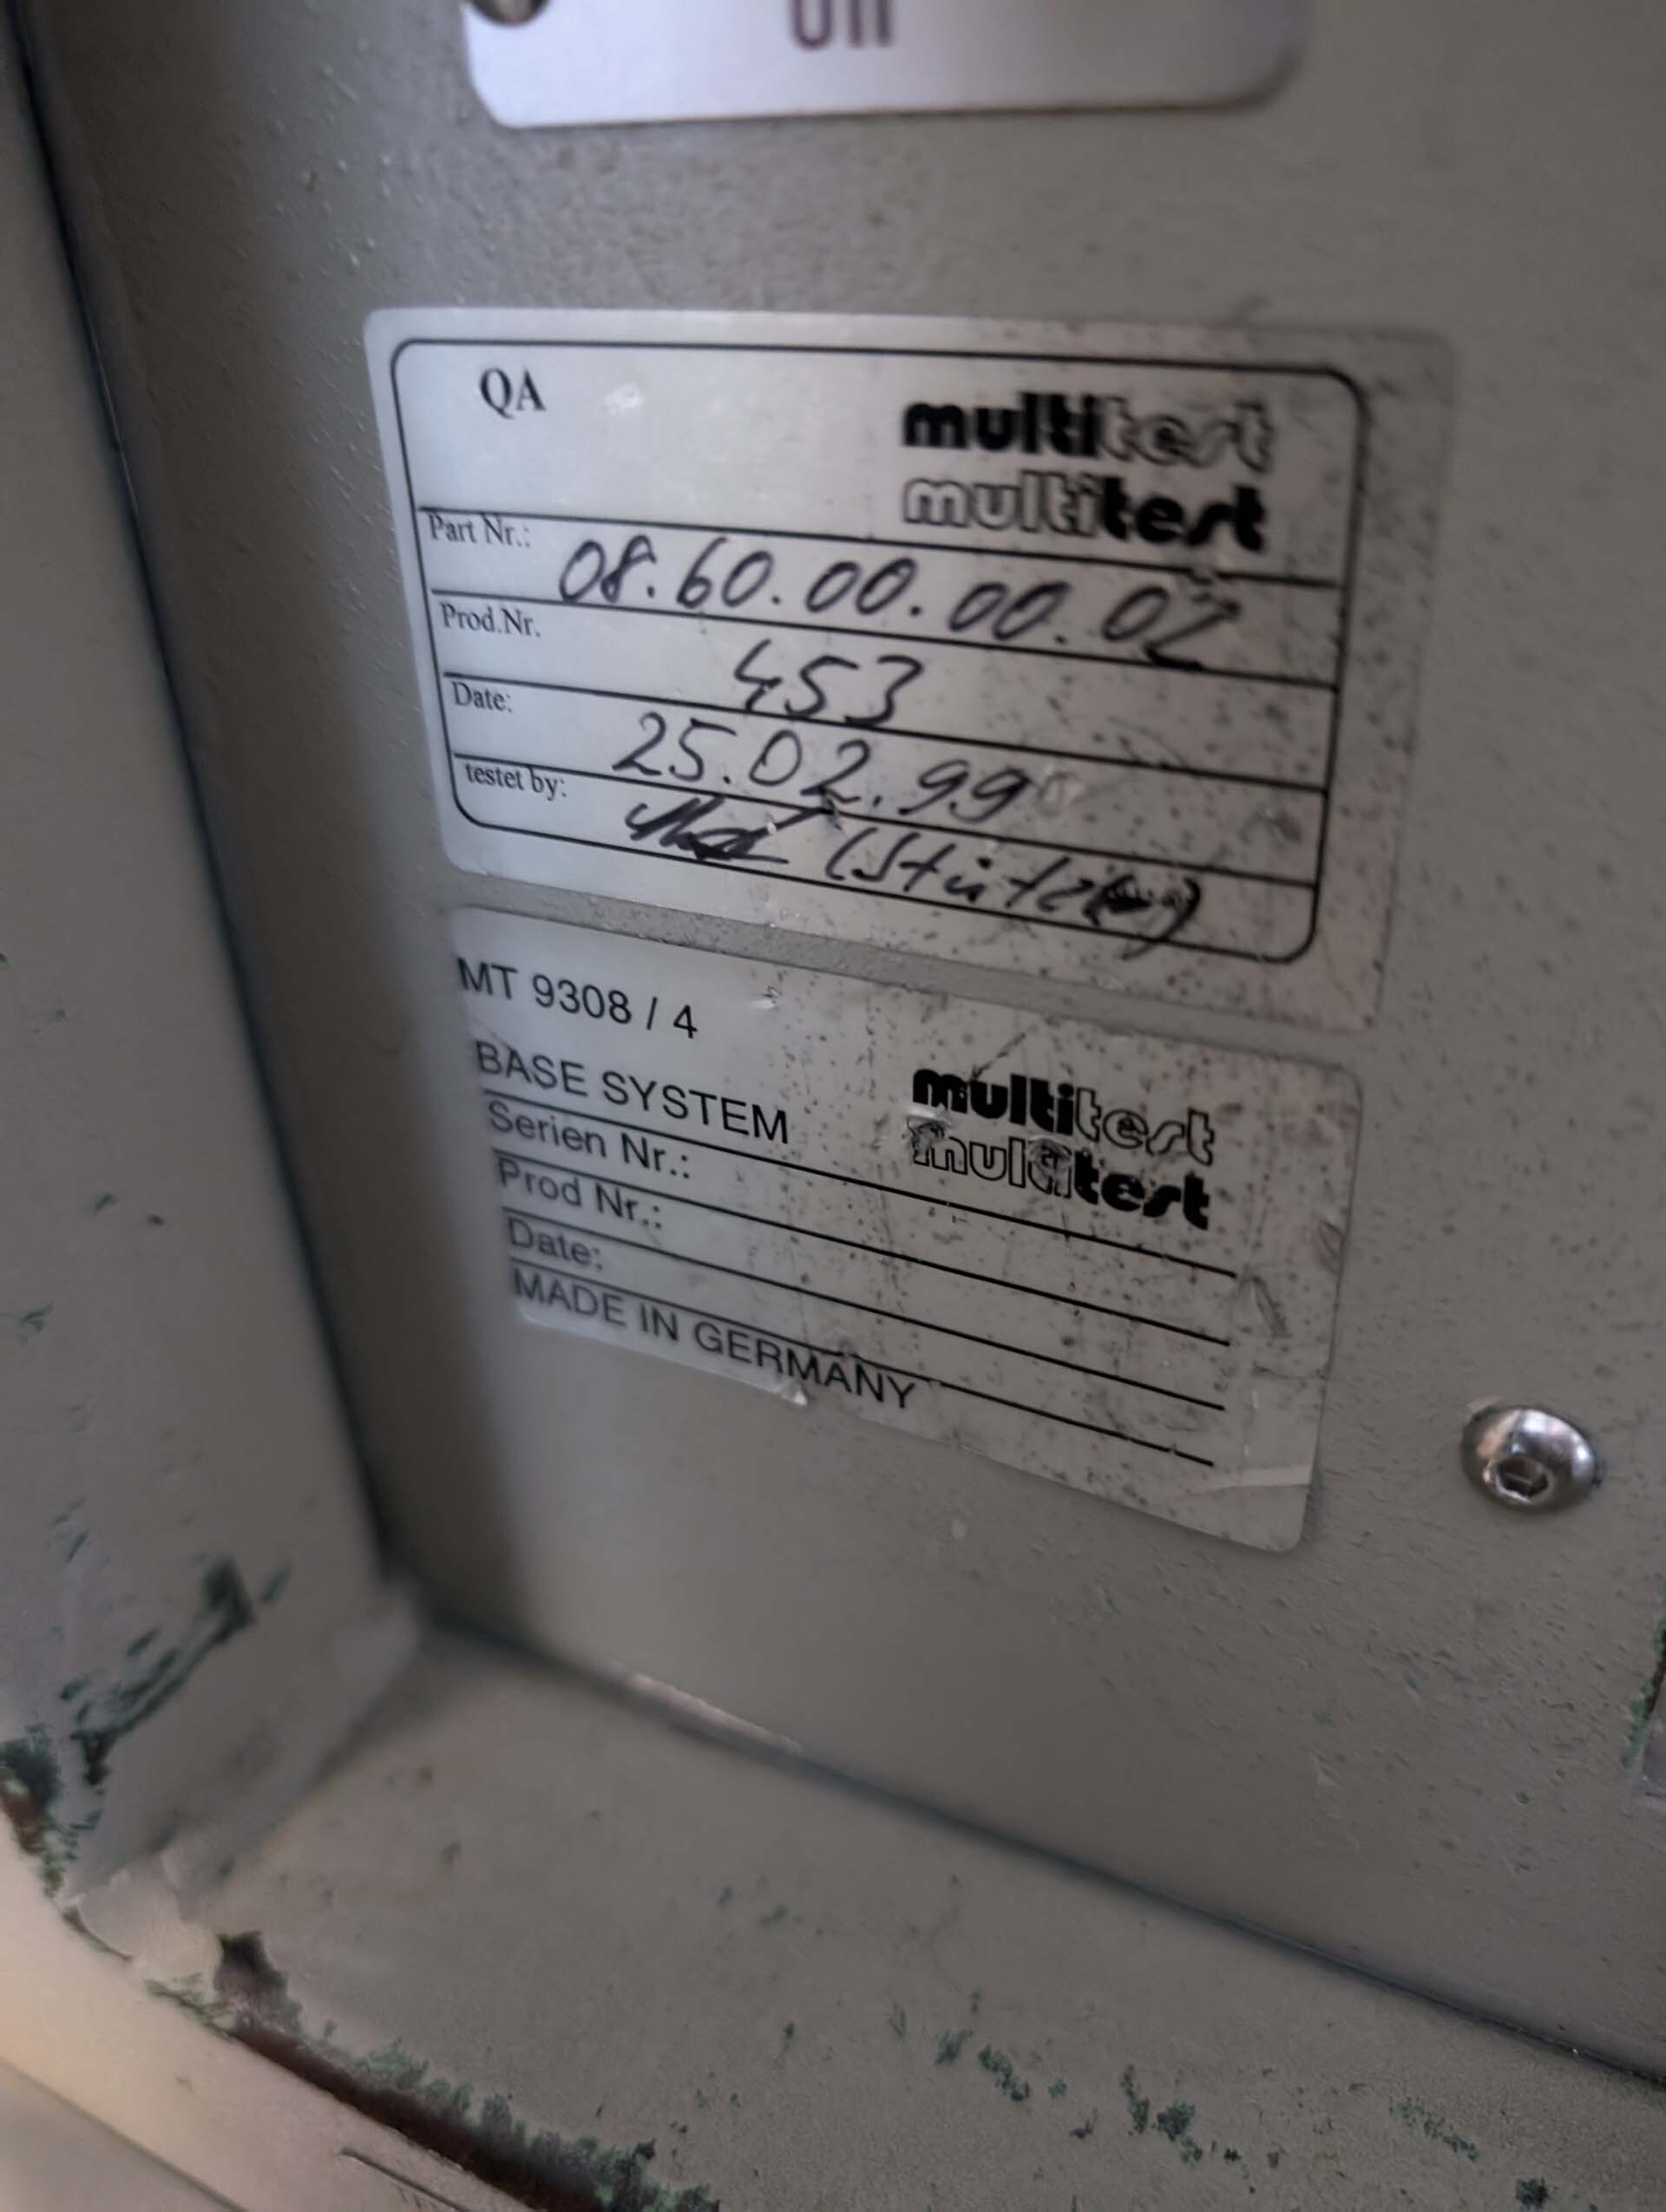 Off
QA
multitest
multitest
Part Nr.: 08.60.00.00.02
Prod.Nr. 453
Date: 25.02.99
testet by:
MT 9308 / 4
BASE SYSTEM
multitest
multitest
Serien Nr.:
Prod Nr.:
Date:
MADE IN GERMANY